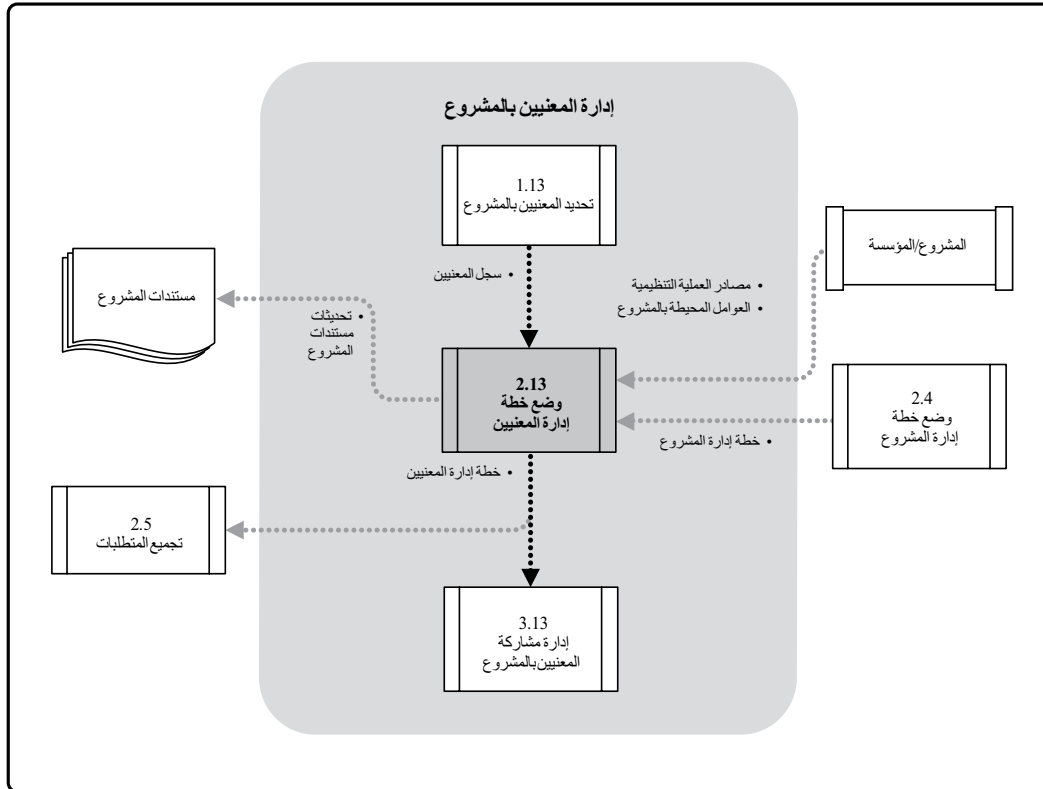 إدارة المعنيين بالمشروع
1.13
تحديد المعنيين بالمشروع
المشروع/المؤسسة
• سجل المعنيين
• مصادر العملية التنظيمية
• العوامل المحيطة بالمشروع
مستندات المشروع
• تحديثات
مستندات
المشروع
2.13
وضع خطة
إدارة المعنيين
2.4
وضع خطة
إدارة المشروع
• خطة إدارة المشروع
• خطة إدارة المعنيين
2.5
تجميع المتطلبات
3.13
إدارة مشاركة
المعنيين بالمشروع